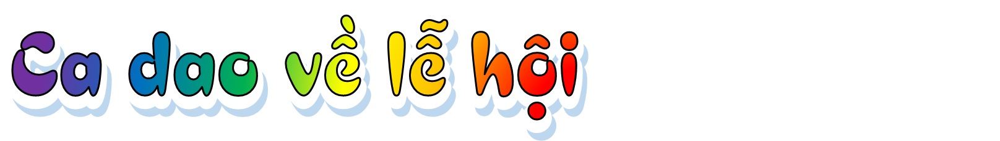 Ca dao về lễ hội